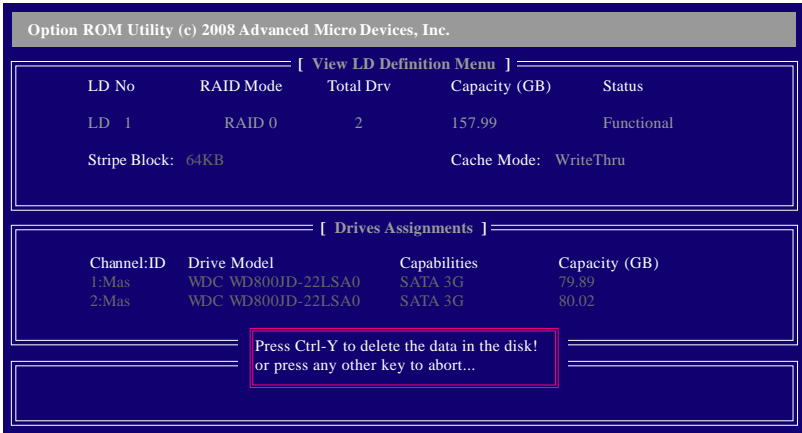 Option ROM Utility (c) 2008 Advanced Micro Devices, Inc.
[ View LD Definition Menu ]
LD No RAID Mode Total Drv Capacity (GB) Status
LD 1 RAID 0 2 157.99 Functional
Stripe Block: 64KB Cache Mode: WriteThru
[ Drives Assignments ]
Channel:ID Drive Model Capabilities Capacity (GB)
1:Mas WDC WD800JD-22LSA0 SATA 3G 79.89
2:Mas WDC WD800JD-22LSA0 SATA 3G 80.02
Press Ctrl-Y to delete the data in the disk!
or press any other key to abort...